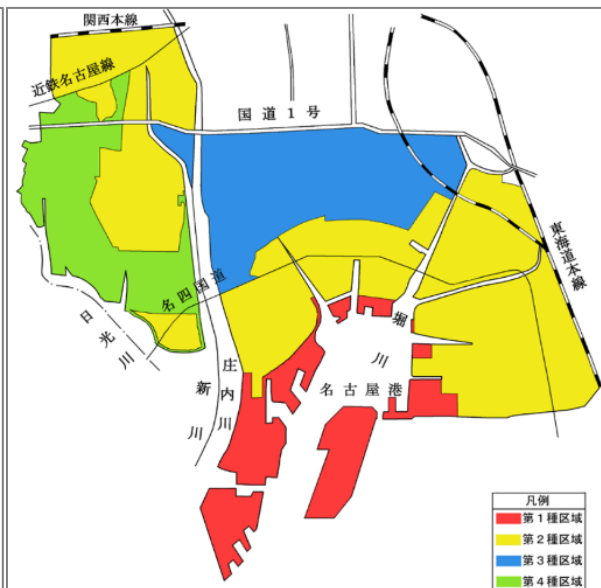 関西本線
近鉄名古屋線
国道1号
東海道本線
名四国道
日光川
新川
庄内川
堀川
名古屋港
凡例
第1種区域
第2種区域
第3種区域
第4種区域